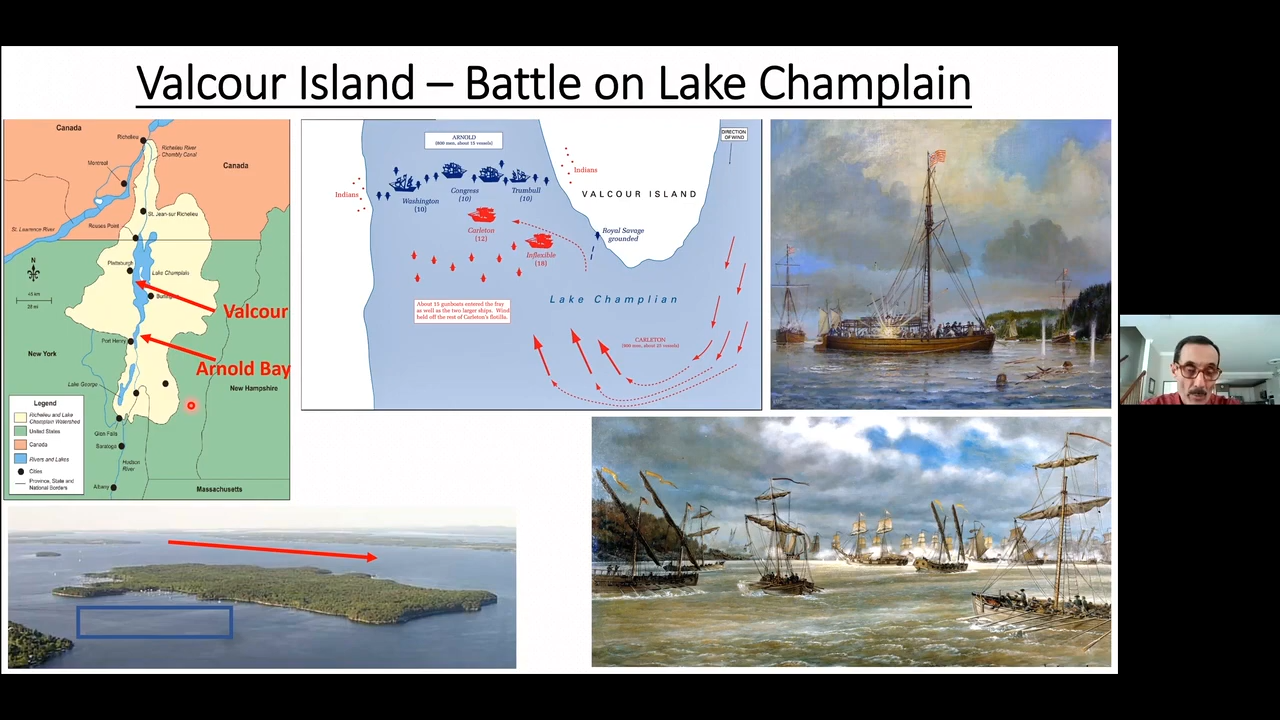 Valcour Island – Battle on Lake Champlain
Canada
Richelieu
Richelieu River
Chambly Canal
Canada
Montreal
St. Jean-sur Richelieu
St. Lawrence River
Rouses Point
N
Plattsburgh
Lake Champlain
45 km
28 mi
Valcour
Port Henry
Arnold Bay
New York
Lake George
New Hampshire
Legend
Richelieu and Lake
Champlain Watershed
United States
Canada
Rivers and Lakes
Cities
Province, State and
National Borders
Glen Falls
Saratoga
Hudson
River
Albany
Massachusetts
ARNOLD
(800 men, about 15 vessels)
DIRECTION
OF WIND
Indians
Indians
VALCOUR ISLAND
Washington
(10)
Congress
(10)
Trumbull
(10)
Carleton
(12)
Inflexible
(18)
Royal Savage
grounded
Lake Champlian
About 15 gunboats entered the fray
as well as the two larger ships. Wind
held off the rest of Carleton's flotilla.
CARLETON